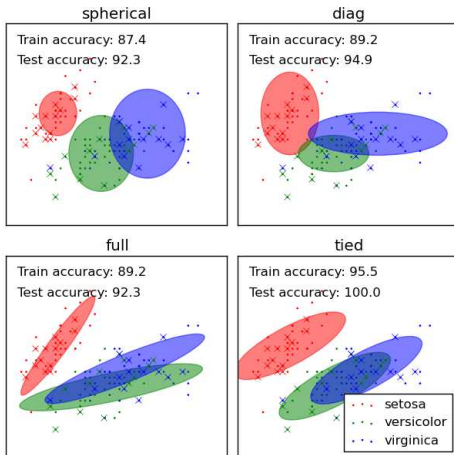 spherical
Train accuracy: 87.4
Test accuracy: 92.3
diag
Train accuracy: 89.2
Test accuracy: 94.9
full
Train accuracy: 89.2
Test accuracy: 92.3
tied
Train accuracy: 95.5
Test accuracy: 100.0
setosa
versicolor
virginica